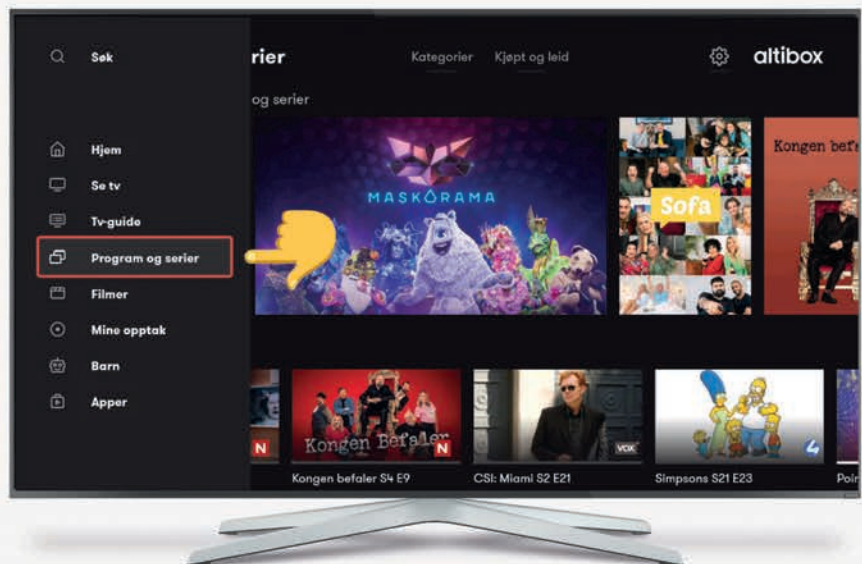 Søk
rier
Kategorier
Kjøpt og leid
altibox
og serier
Hjem
Se tv
Tv-guide
Program og serier
Filmer
Mine opptak
Barn
Apper
MASKORAMA
Sofa
Kongen befa
Kongen Befaler
N
N
VOX
4
Kongen befaler S4 E9
CSI: Miami S2 E21
Simpsons S21 E23
Poir